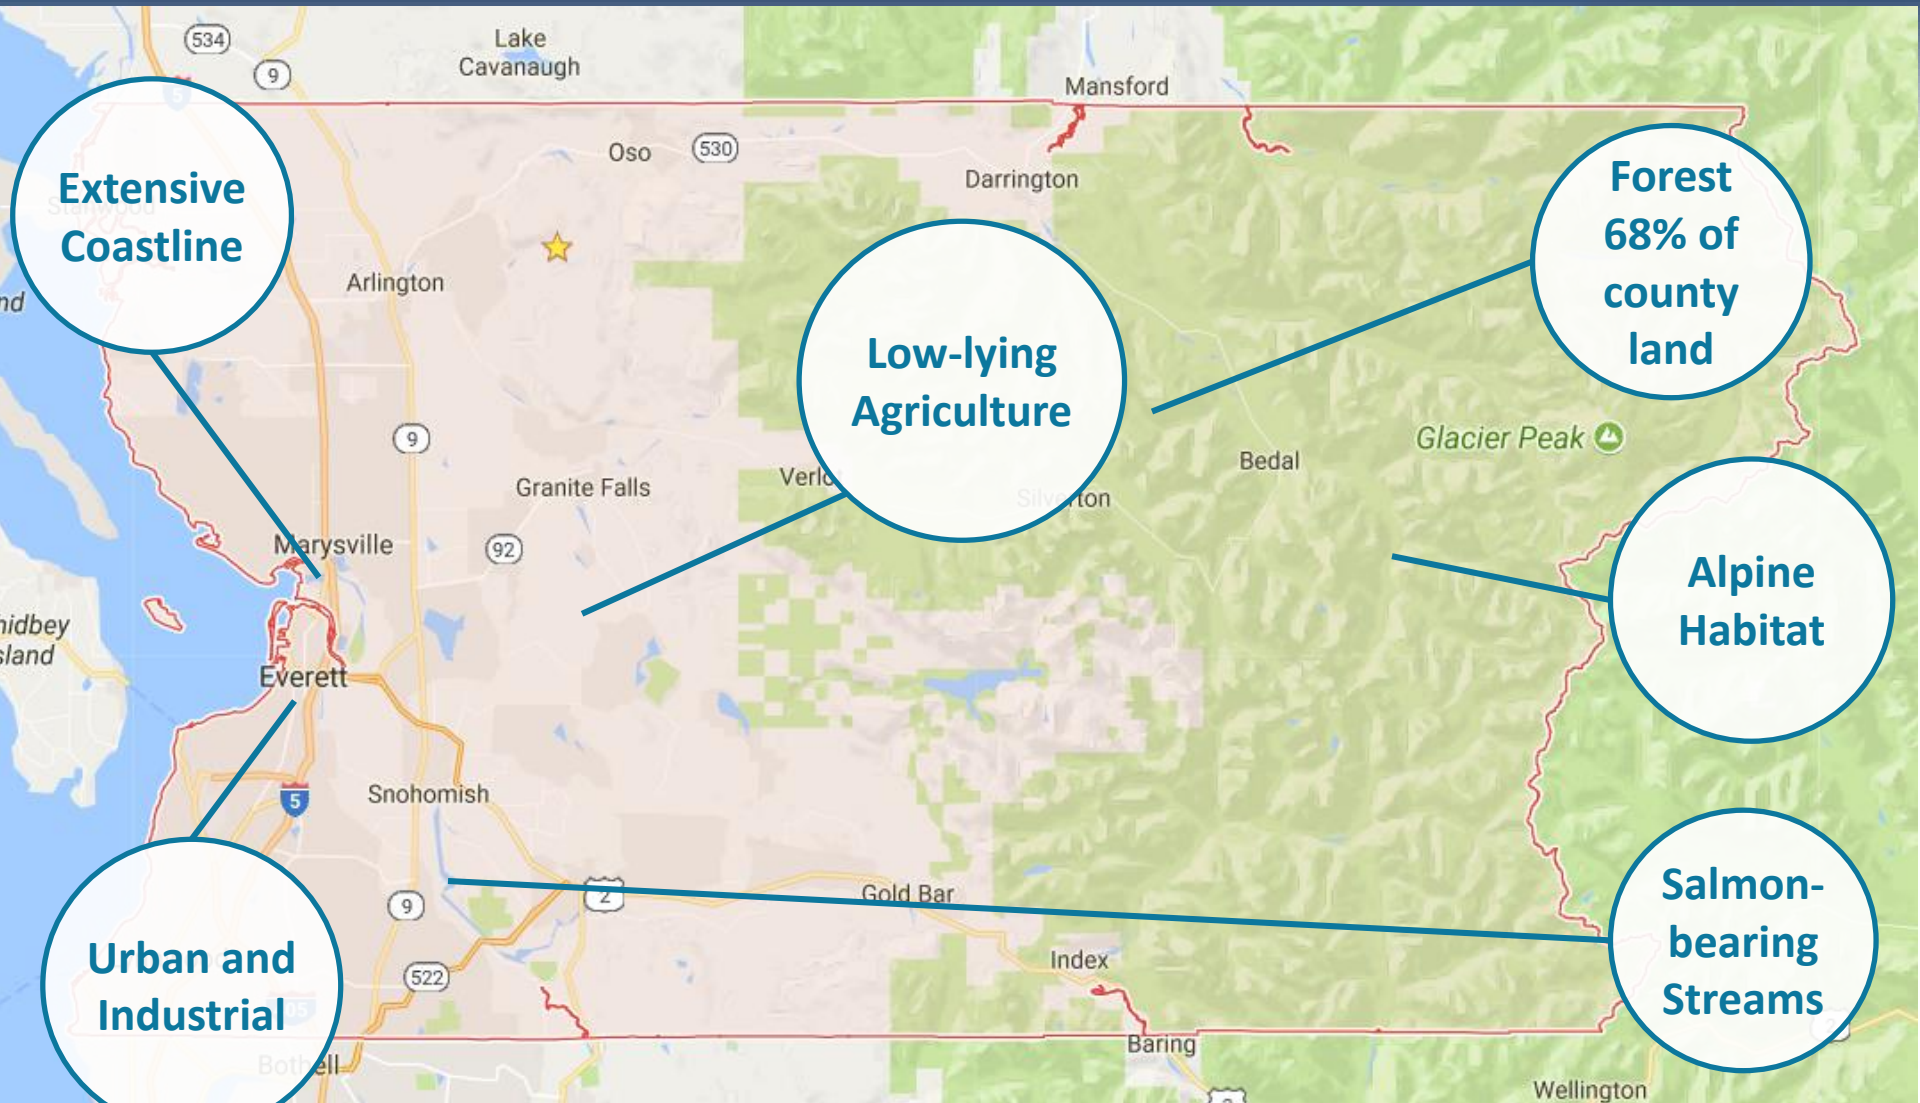 534
Lake
Cavanaugh
9
5
Mansford
Oso
530
Darrington
Extensive
Coastline
Stanwood
Forest
68% of
county
land
Arlington
Low-lying
Agriculture
9
Glacier Peak
Bedal
Granite Falls
92
Marysville
Everett
Alpine
Habitat
Snohomish
5
9
2
Gold Bar
Urban and
Industrial
522
Index
Salmon-
bearing
Streams
Baring
Wellington